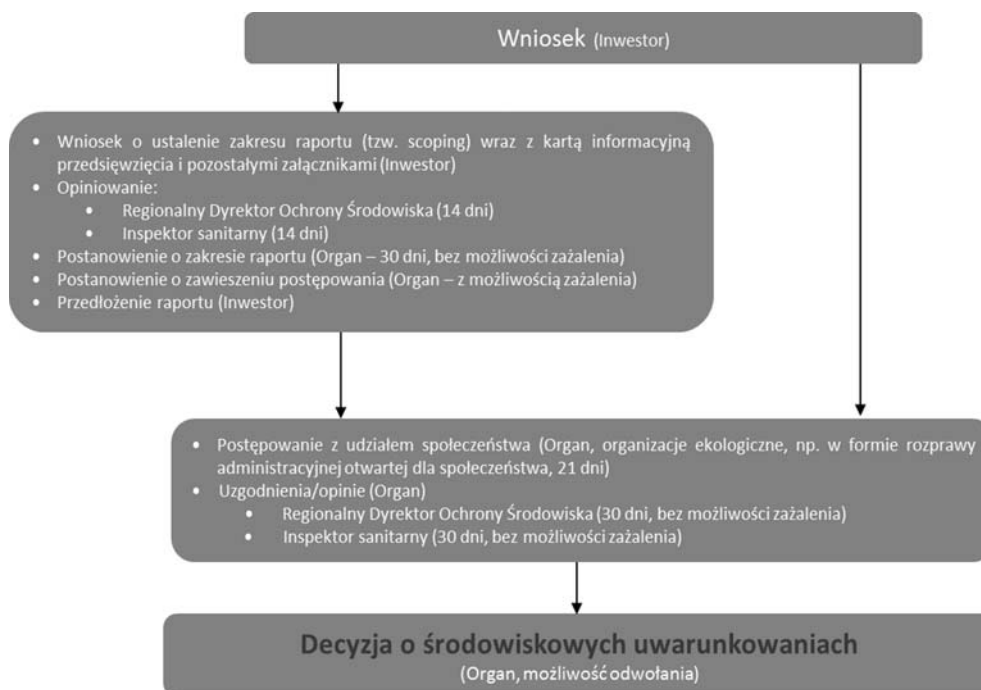 Wniosek (Inwestor)
• Wniosek o ustalenie zakresu raportu (tzw. scoping) wraz z kartą informacyjną
przedsięwzięcia i pozostałymi załącznikami (Inwestor)
• Opiniowanie:
• Regionalny Dyrektor Ochrony Środowiska (14 dni)
• Inspektor sanitarny (14 dni)
• Postanowienie o zakresie raportu (Organ – 30 dni, bez możliwości zażalenia)
• Postanowienie o zawieszeniu postępowania (Organ – z możliwością zażalenia)
• Przedłożenie raportu (Inwestor)
• Postępowanie z udziałem społeczeństwa (Organ, organizacje ekologiczne, np. w formie rozprawy
administracyjnej otwartej dla społeczeństwa, 21 dni)
• Uzgodnienia/opinie (Organ)
• Regionalny Dyrektor Ochrony Środowiska (30 dni, bez możliwości zażalenia)
• Inspektor sanitarny (30 dni, bez możliwości zażalenia)
Decyzja o środowiskowych uwarunkowaniach
(Organ, możliwość odwołania)